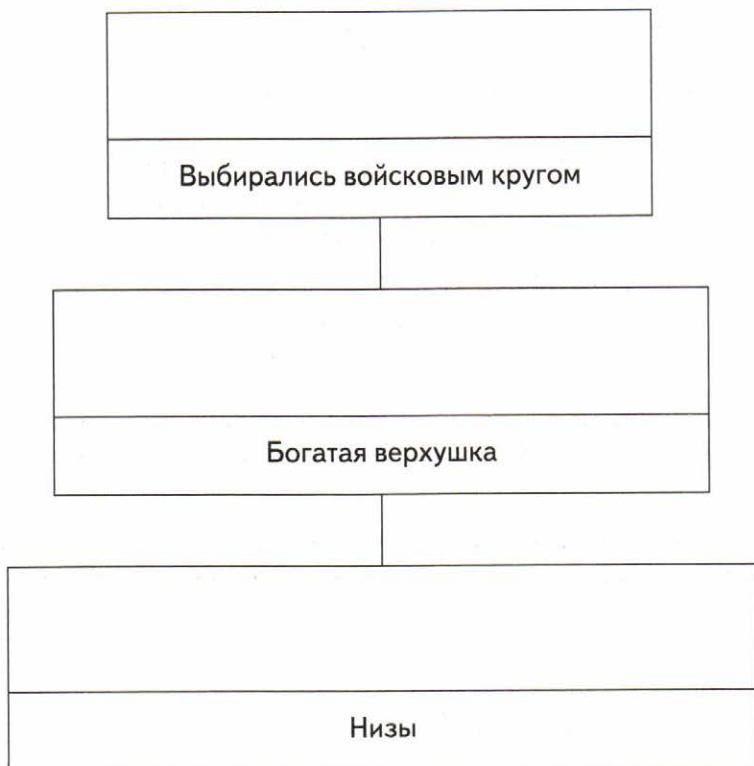 Выбирались войсковым кругом
Богатая верхушка
Низы